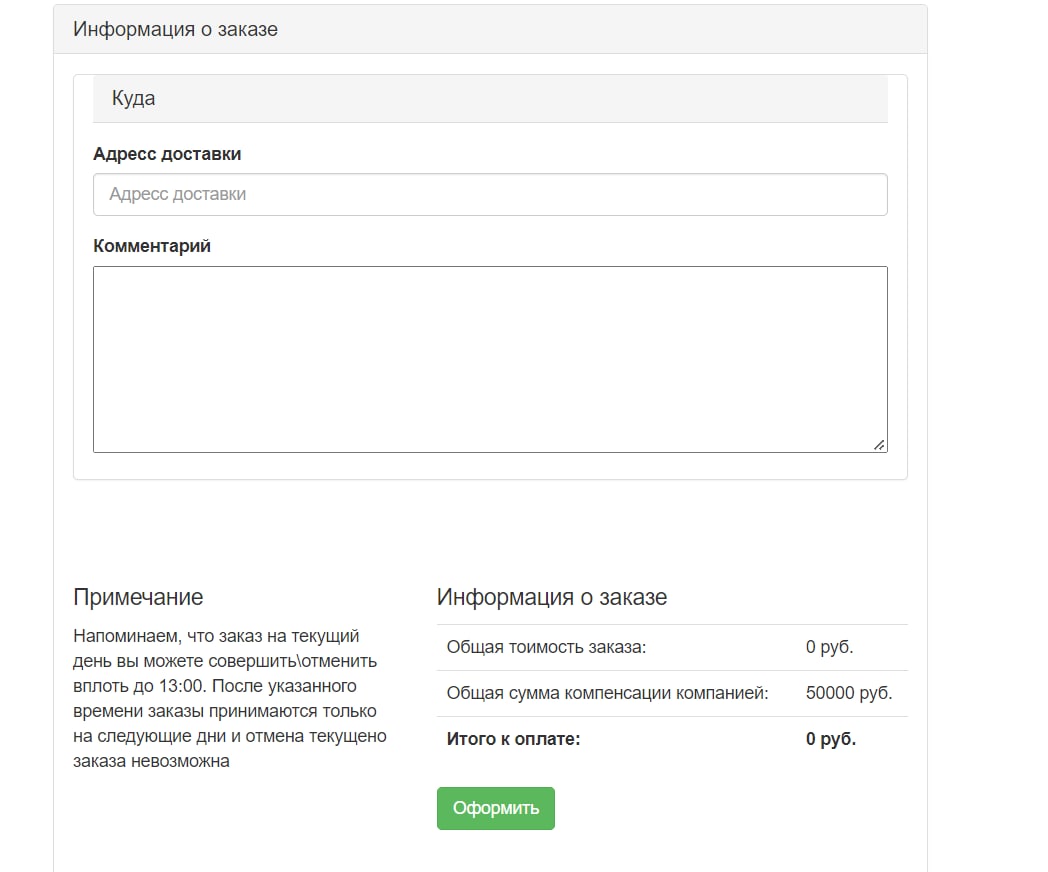 Информация о заказе
Куда
Адресс доставки
Адресс доставки
Комментарий
Примечание
Напоминаем, что заказ на текущий
день вы можете совершить\отменить
вплоть до 13:00. После указанного
времени заказы принимаются только
на следующие дни и отмена текущено
заказа невозможна
Информация о заказе
Общая тоимость заказа: 0 руб.
Общая сумма компенсации компанией: 50000 руб.
Итого к оплате: 0 руб.
Оформить